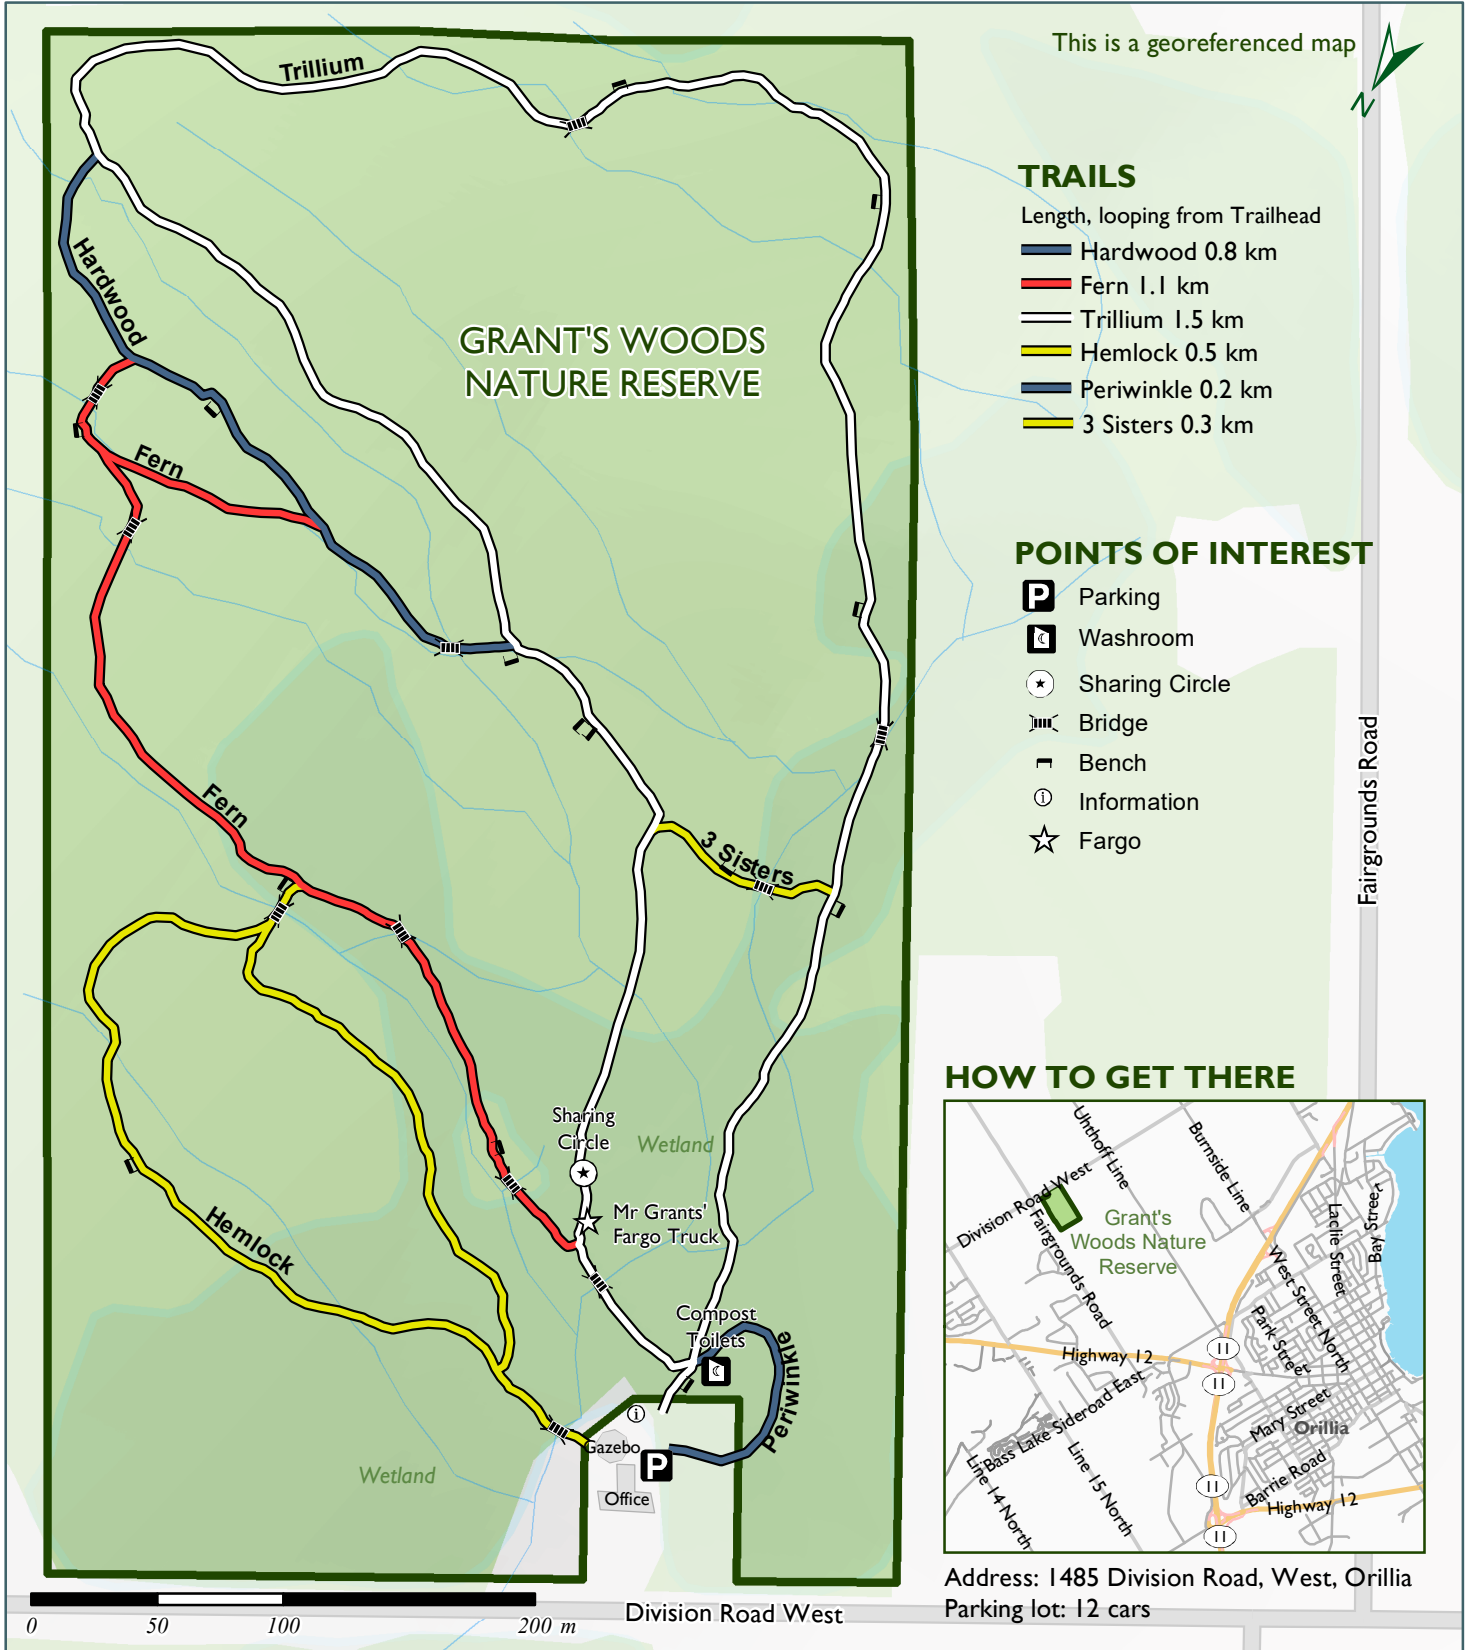 This is a georeferenced map
N
Trillium
TRAILS
Length, looping from Trailhead
Hardwood 0.8 km
Fern 1.1 km
Trillium 1.5 km
Hemlock 0.5 km
Periwinkle 0.2 km
3 Sisters 0.3 km
Hardwood
GRANT'S WOODS
NATURE RESERVE
Fern
POINTS OF INTEREST
P Parking
Washroom
Sharing Circle
Bridge
Bench
i Information
Fargo
Fairgrounds Road
Fern
3 Sisters
Sharing
Circle
Wetland
Mr Grants'
Fargo Truck
Hemlock
Compost
Toilets
Periwinkle
i
Gazebo
P
Office
Wetland
HOW TO GET THERE
Uhthoff Line
Burnside Line
Division Road West
Fairgrounds Road
Grant's
Woods Nature
Reserve
Laclie Street
Bay Street
West Street North
Park Street
11
Highway 12
11
Bass Lake Sideroad East
Mary Street
Orillia
Line 14 North
Line 15 North
11
Barrie Road
Highway 12
11
Address: 1485 Division Road, West, Orillia
Parking lot: 12 cars
Division Road West
0 50 100 200 m